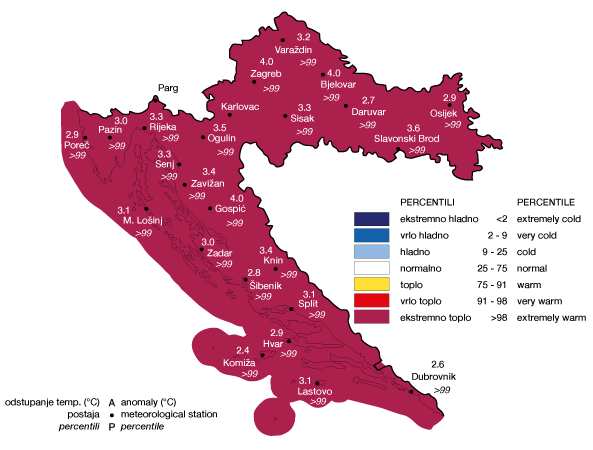 3.2
Varaždin
>99
4.0
Zagreb
>99
4.0
Bjelovar
>99
Parg
Karlovac
3.3
Sisak
>99
2.7
Daruvar
>99
2.9
Osijek
>99
3.6
Slavonski Brod
>99
2.9
Poreč
>99
3.0
Pazin
>99
3.3
Rijeka
>99
3.5
Ogulin
>99
3.3
Senj
>99
3.4
Zavižan
>99
4.0
Gospić
>99
3.1
M. Lošinj
>99
3.0
Zadar
>99
3.4
Knin
>99
2.8
Šibenik
>99
3.1
Split
>99
2.9
Hvar
>99
2.4
Komiža
>99
3.1
Lastovo
>99
2.6
Dubrovnik
>99
PERCENTILI PERCENTILE
ekstremno hladno <2 extremely cold
vrlo hladno 2 - 9 very cold
hladno 9 - 25 cold
normalno 25 - 75 normal
toplo 75 - 91 warm
vrlo toplo 91 - 98 very warm
ekstremno toplo >98 extremely warm
odstupanje temp. (°C) A anomaly (°C)
postaja • meteorological station
percentili P percentile